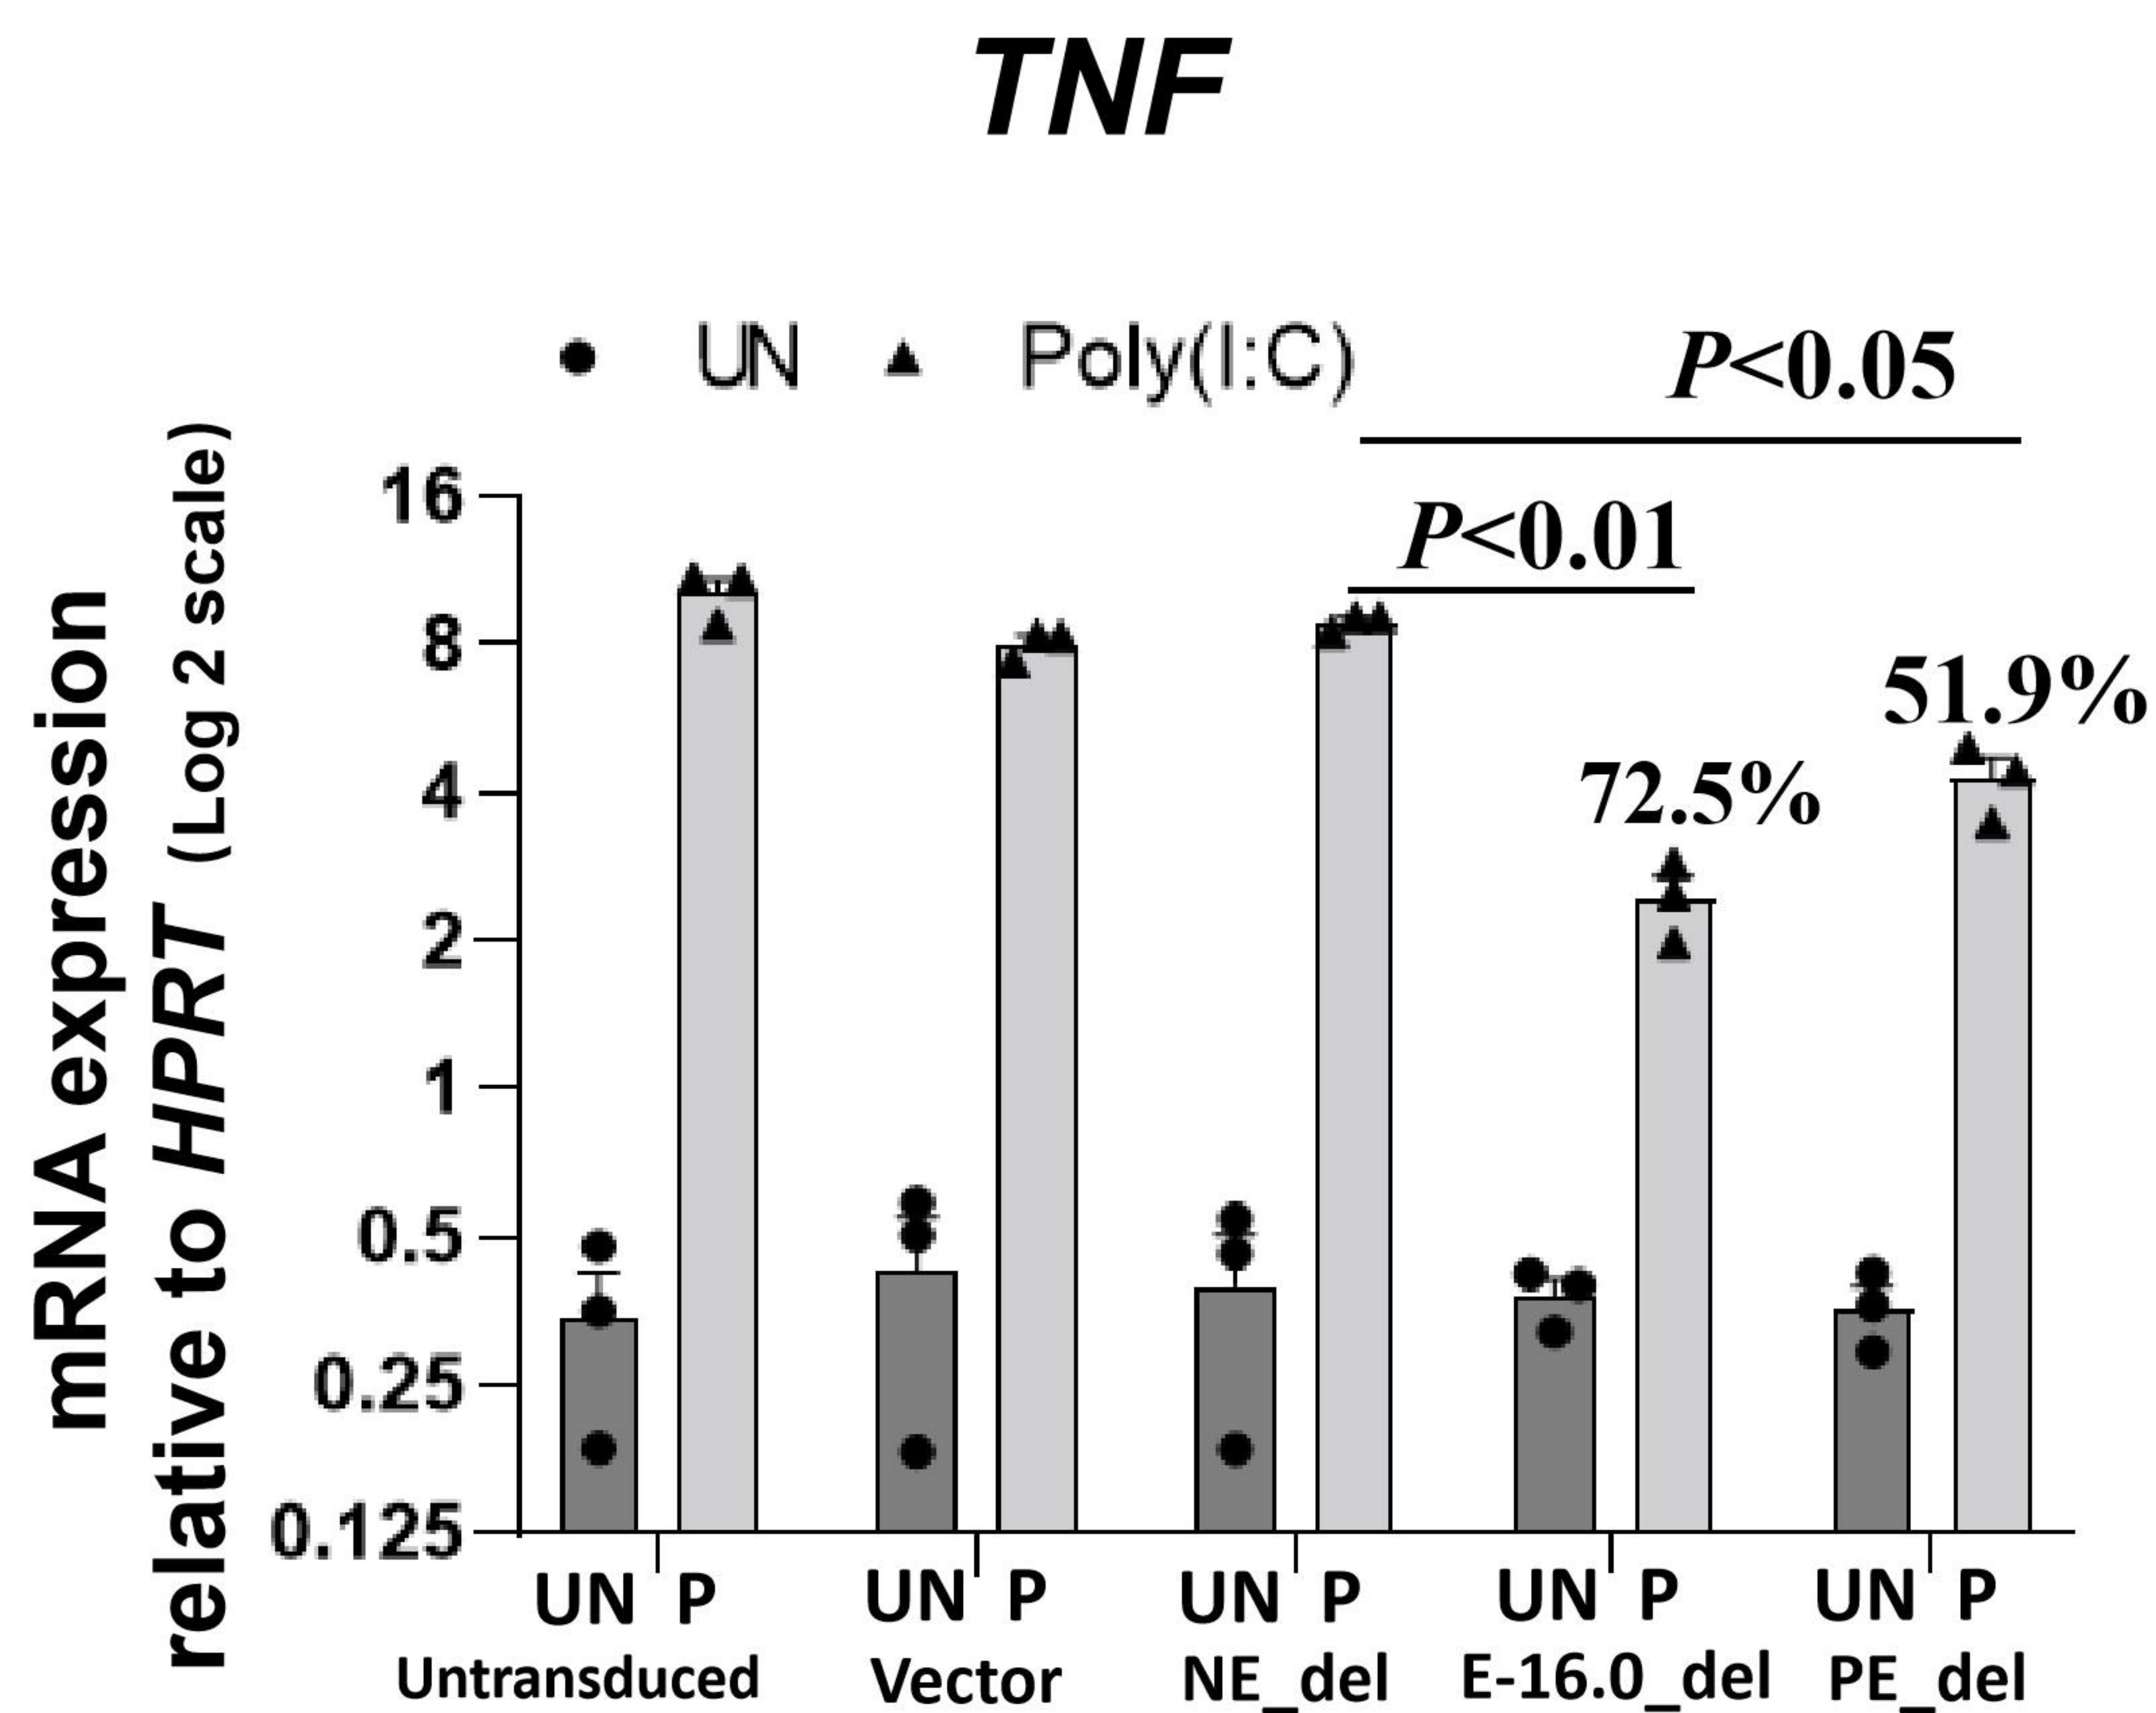 TNF
UN Poly(I:C)
P<0.05
P<0.01
72.5%
51.9%
mRNA expression
relative to HPRT (Log 2 scale)
16
8
4
2
1
0.5
0.25
0.125
UN P UN P UN P UN P UN P
Untransduced Vector NE_del E-16.0_del PE_del